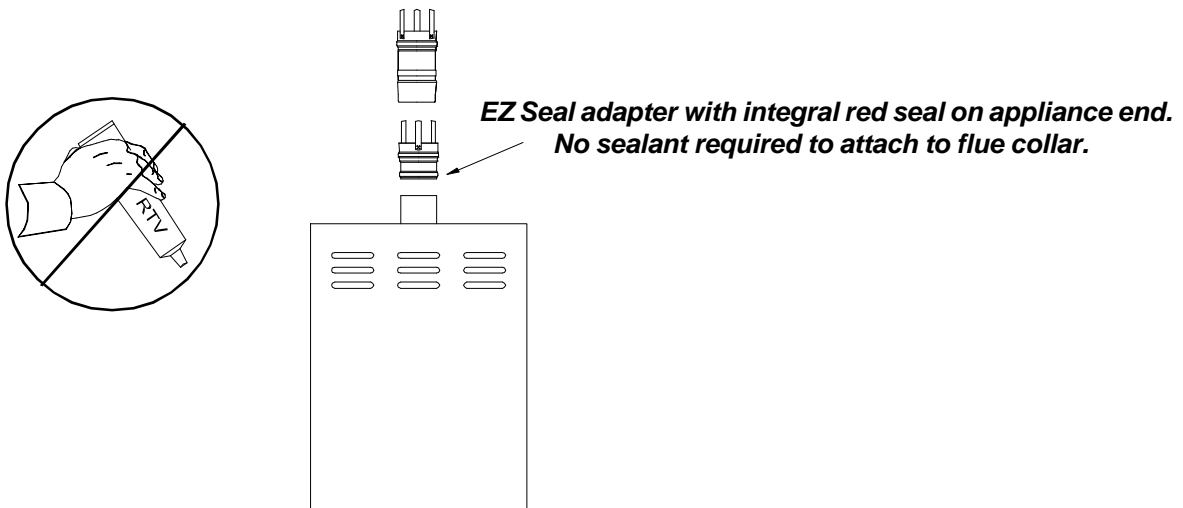 EZ Seal adapter with integral red seal on appliance end.
No sealant required to attach to flue collar.
RTV